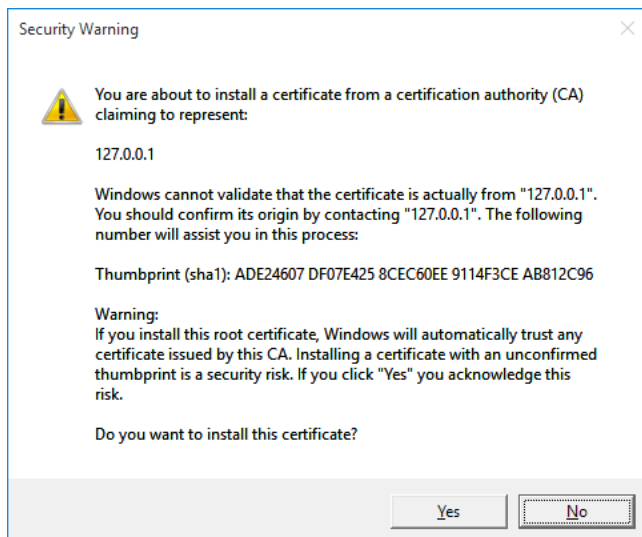 Security Warning
You are about to install a certificate from a certification authority (CA)
claiming to represent:
127.0.0.1
Windows cannot validate that the certificate is actually from "127.0.0.1".
You should confirm its origin by contacting "127.0.0.1". The following
number will assist you in this process:
Thumbprint (sha1): ADE24607 DF07E425 8CEC60EE 9114F3CE AB812C96
Warning:
If you install this root certificate, Windows will automatically trust any
certificate issued by this CA. Installing a certificate with an unconfirmed
thumbprint is a security risk. If you click "Yes" you acknowledge this
risk.
Do you want to install this certificate?
Yes
No